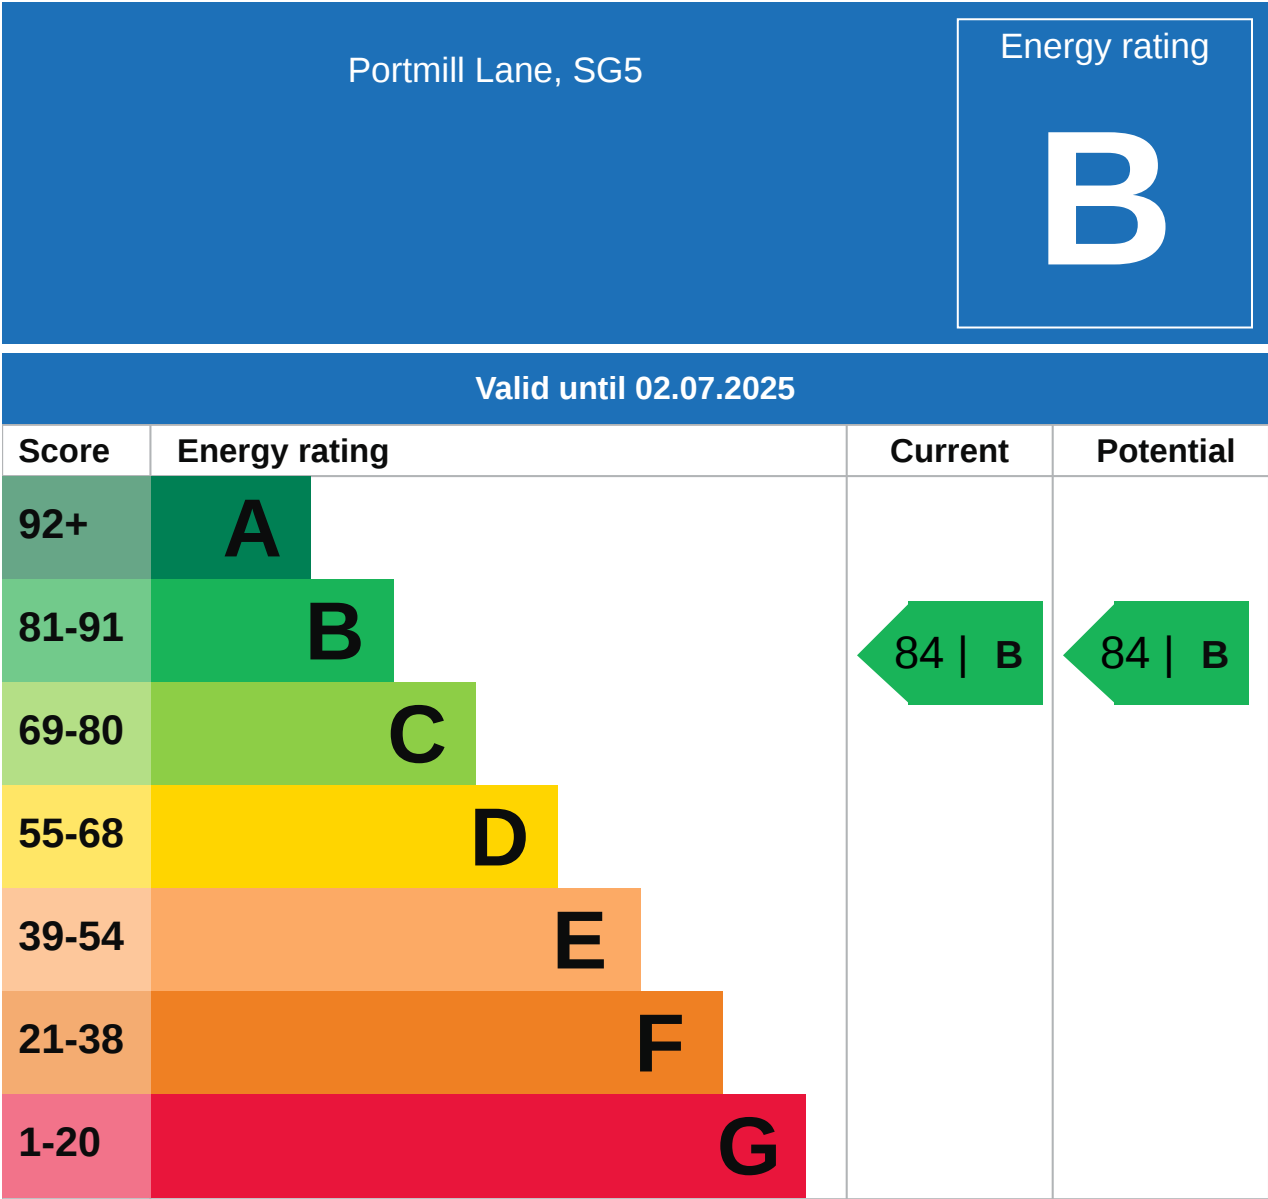 Portmill Lane, SG5
Energy rating
B
Valid until 02.07.2025
Score Energy rating Current Potential
92+ A
81-91 B 84 | B 84 | B
69-80 C
55-68 D
39-54 E
21-38 F
1-20 G